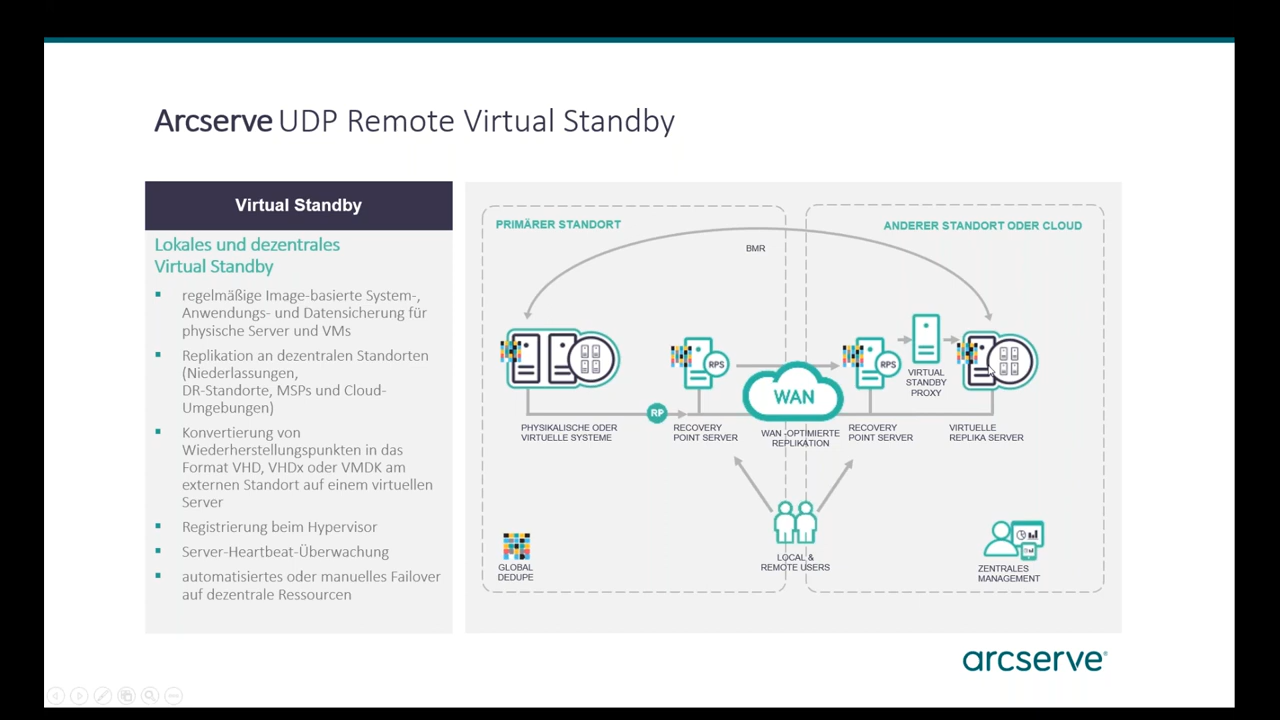 Arcserve UDP Remote Virtual Standby
Virtual Standby
Lokales und dezentrales
Virtual Standby
regelmäßige Image-basierte System-,
Anwendungs- und Datensicherung für
physische Server und VMs
Replikation an dezentralen Standorten
(Niederlassungen,
DR-Standorte, MSPs und Cloud-
Umgebungen)
Konvertierung von
Wiederherstellungspunkten in das
Format VHD, VHDx oder VMDK am
externen Standort auf einem virtuellen
Server
Registrierung beim Hypervisor
Server-Heartbeat-Überwachung
automatisiertes oder manuelles Failover
auf dezentrale Ressourcen
PRIMÄRER STANDORT
ANDERER STANDORT ODER CLOUD
BMR
RPS
RPS
VIRTUAL
STANDBY
PROXY
WAN
RP
PHYSIKALISCHE ODER
VIRTUELLE SYSTEME
RECOVERY
POINT SERVER
WAN -OPTIMIERTE
REPLIKATION
RECOVERY
POINT SERVER
VIRTUELLE
REPLIKA SERVER
GLOBAL
DEDUPE
LOCAL &
REMOTE USERS
ZENTRALES
MANAGEMENT
arcserve®